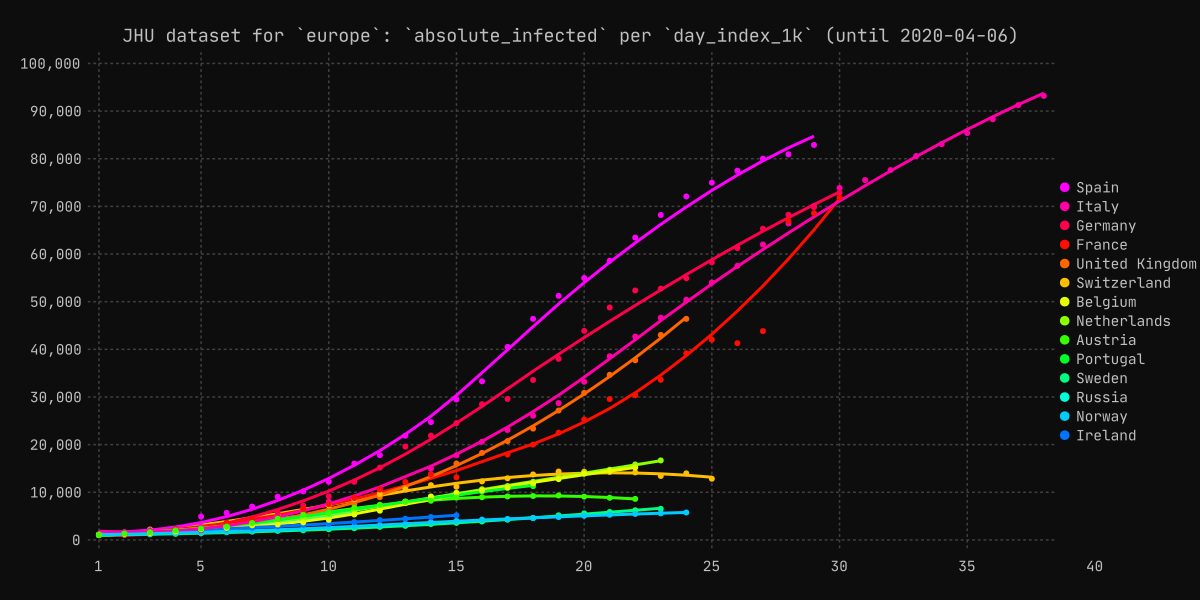 JHU dataset for `europe`: `absolute_infected` per `day_index_1k` (until 2020-04-06)
100,000
90,000
80,000
70,000
60,000
50,000
40,000
30,000
20,000
10,000
0
1 5 10 15 20 25 30 35 40
Spain
Italy
Germany
France
United Kingdom
Switzerland
Belgium
Netherlands
Austria
Portugal
Sweden
Russia
Norway
Ireland